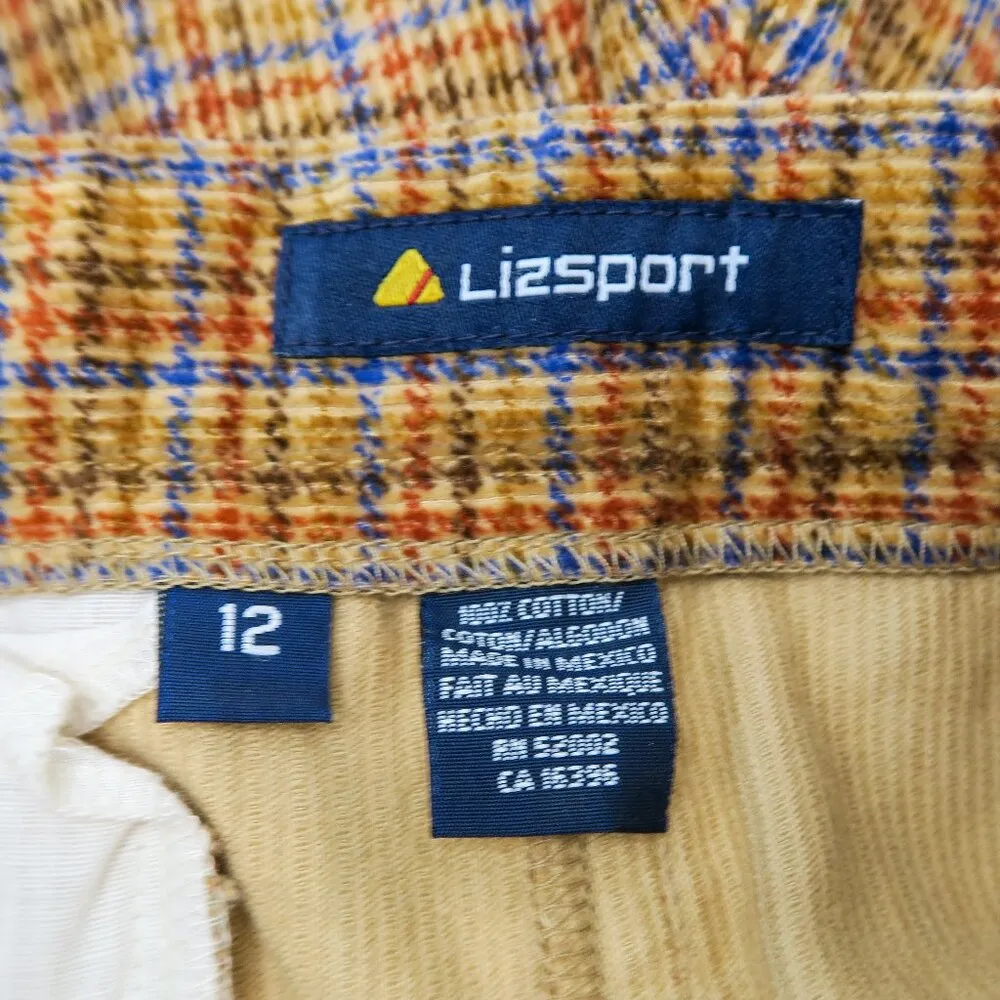 Lizsport
12
100% COTTON/
COTON/ALGODON
MADE IN MEXICO
FAIT AU MEXIQUE
HECHO EN MEXICO
RN 52002
CA 16396